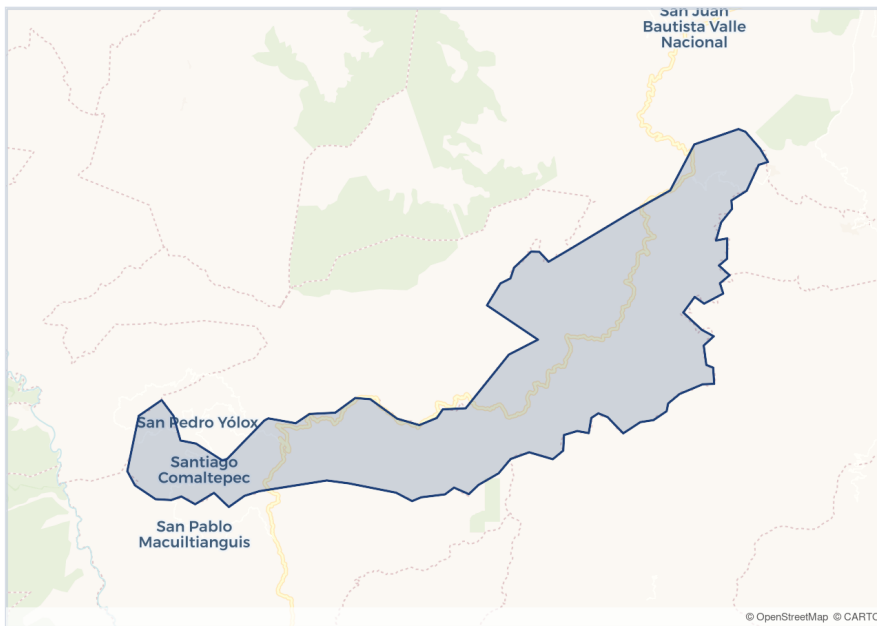 San Juan
Bautista Valle
Nacional
San Pedro Yólox
Santiago
Comaltepec
San Pablo
Macuiltianguis
© OpenStreetMap © CARTO